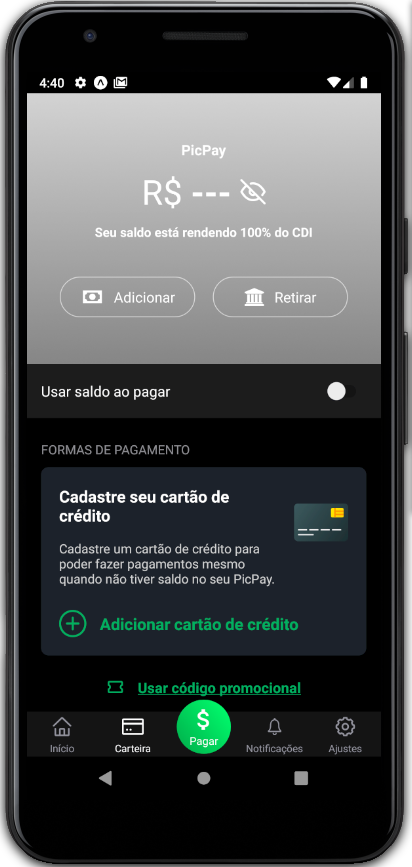 4:40
PicPay
R$ ---
Seu saldo está rendendo 100% do CDI
Adicionar
Retirar
Usar saldo ao pagar
FORMAS DE PAGAMENTO
Cadastre seu cartão de
crédito
Cadastre um cartão de crédito para
poder fazer pagamentos mesmo
quando não tiver saldo no seu PicPay.
Adicionar cartão de crédito
Usar código promocional
$
Início
Carteira
Pagar
Notificações
Ajustes